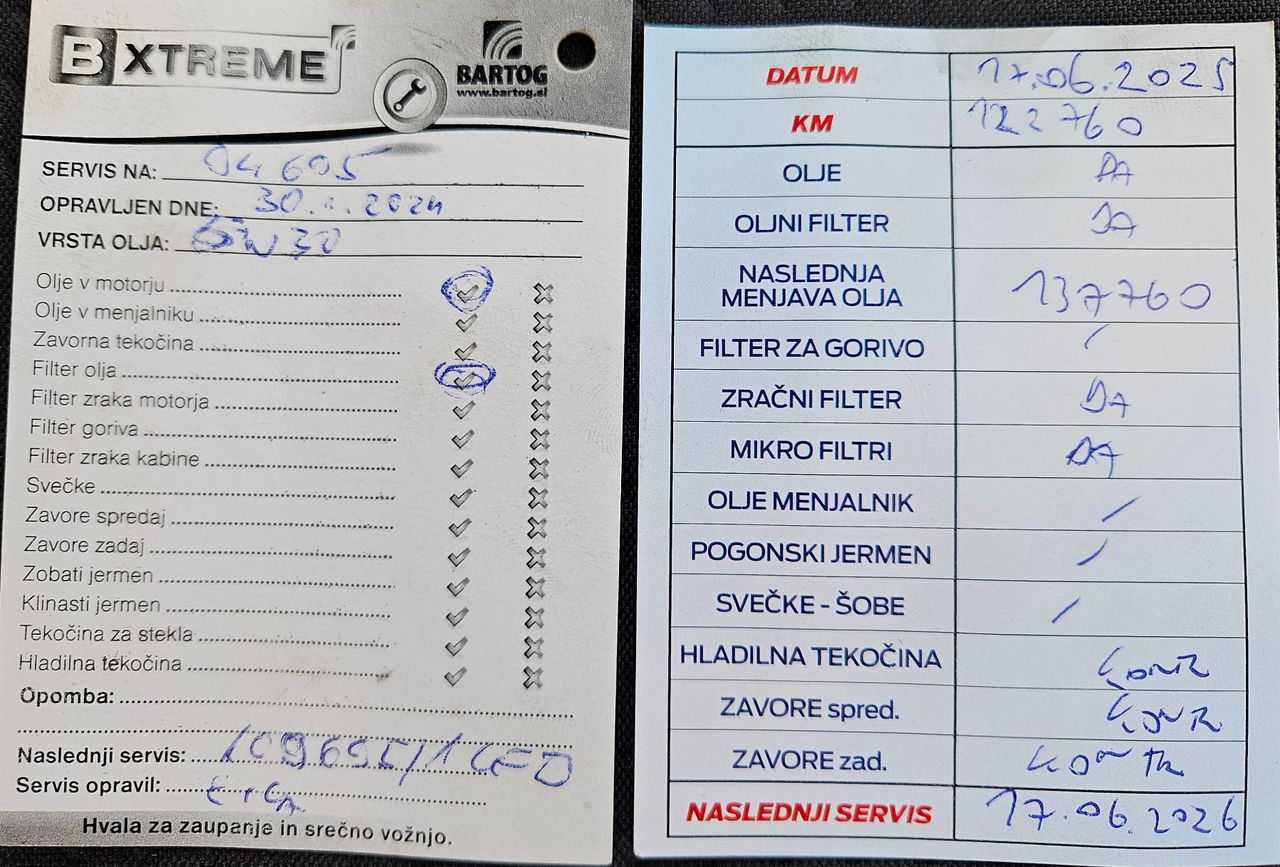 B XTREME
BARTOG
www.bartog.si
SERVIS NA: 94605
OPRAVLJEN DNE: 30.1.2024
VRSTA OLJA: 5W30
Olje v motorju
Olje v menjalniku
Zavorna tekočina
Filter olja
Filter zraka motorja
Filter goriva
Filter zraka kabine
Svečke
Zavore spredaj
Zavore zadaj
Zobati jermen
Klinasti jermen
Tekočina za stekla
Hladilna tekočina
Opomba:
Naslednji servis:
Servis opravil:
Hvala za zaupanje in srečno vožnjo.
DATUM 17.06.2025
KM 122760
OLJE DA
OLJNI FILTER DA
NASLEDNJA
MENJAVA OLJA 137760
FILTER ZA GORIVO /
ZRAČNI FILTER DA
MIKRO FILTRI DA
OLJE MENJALNIK /
POGONSKI JERMEN /
SVEČKE - ŠOBE /
HLADILNA TEKOČINA KONTR
ZAVORE spred. KONTR
ZAVORE zad. KONTR
NASLEDNJI SERVIS 17.06.2026